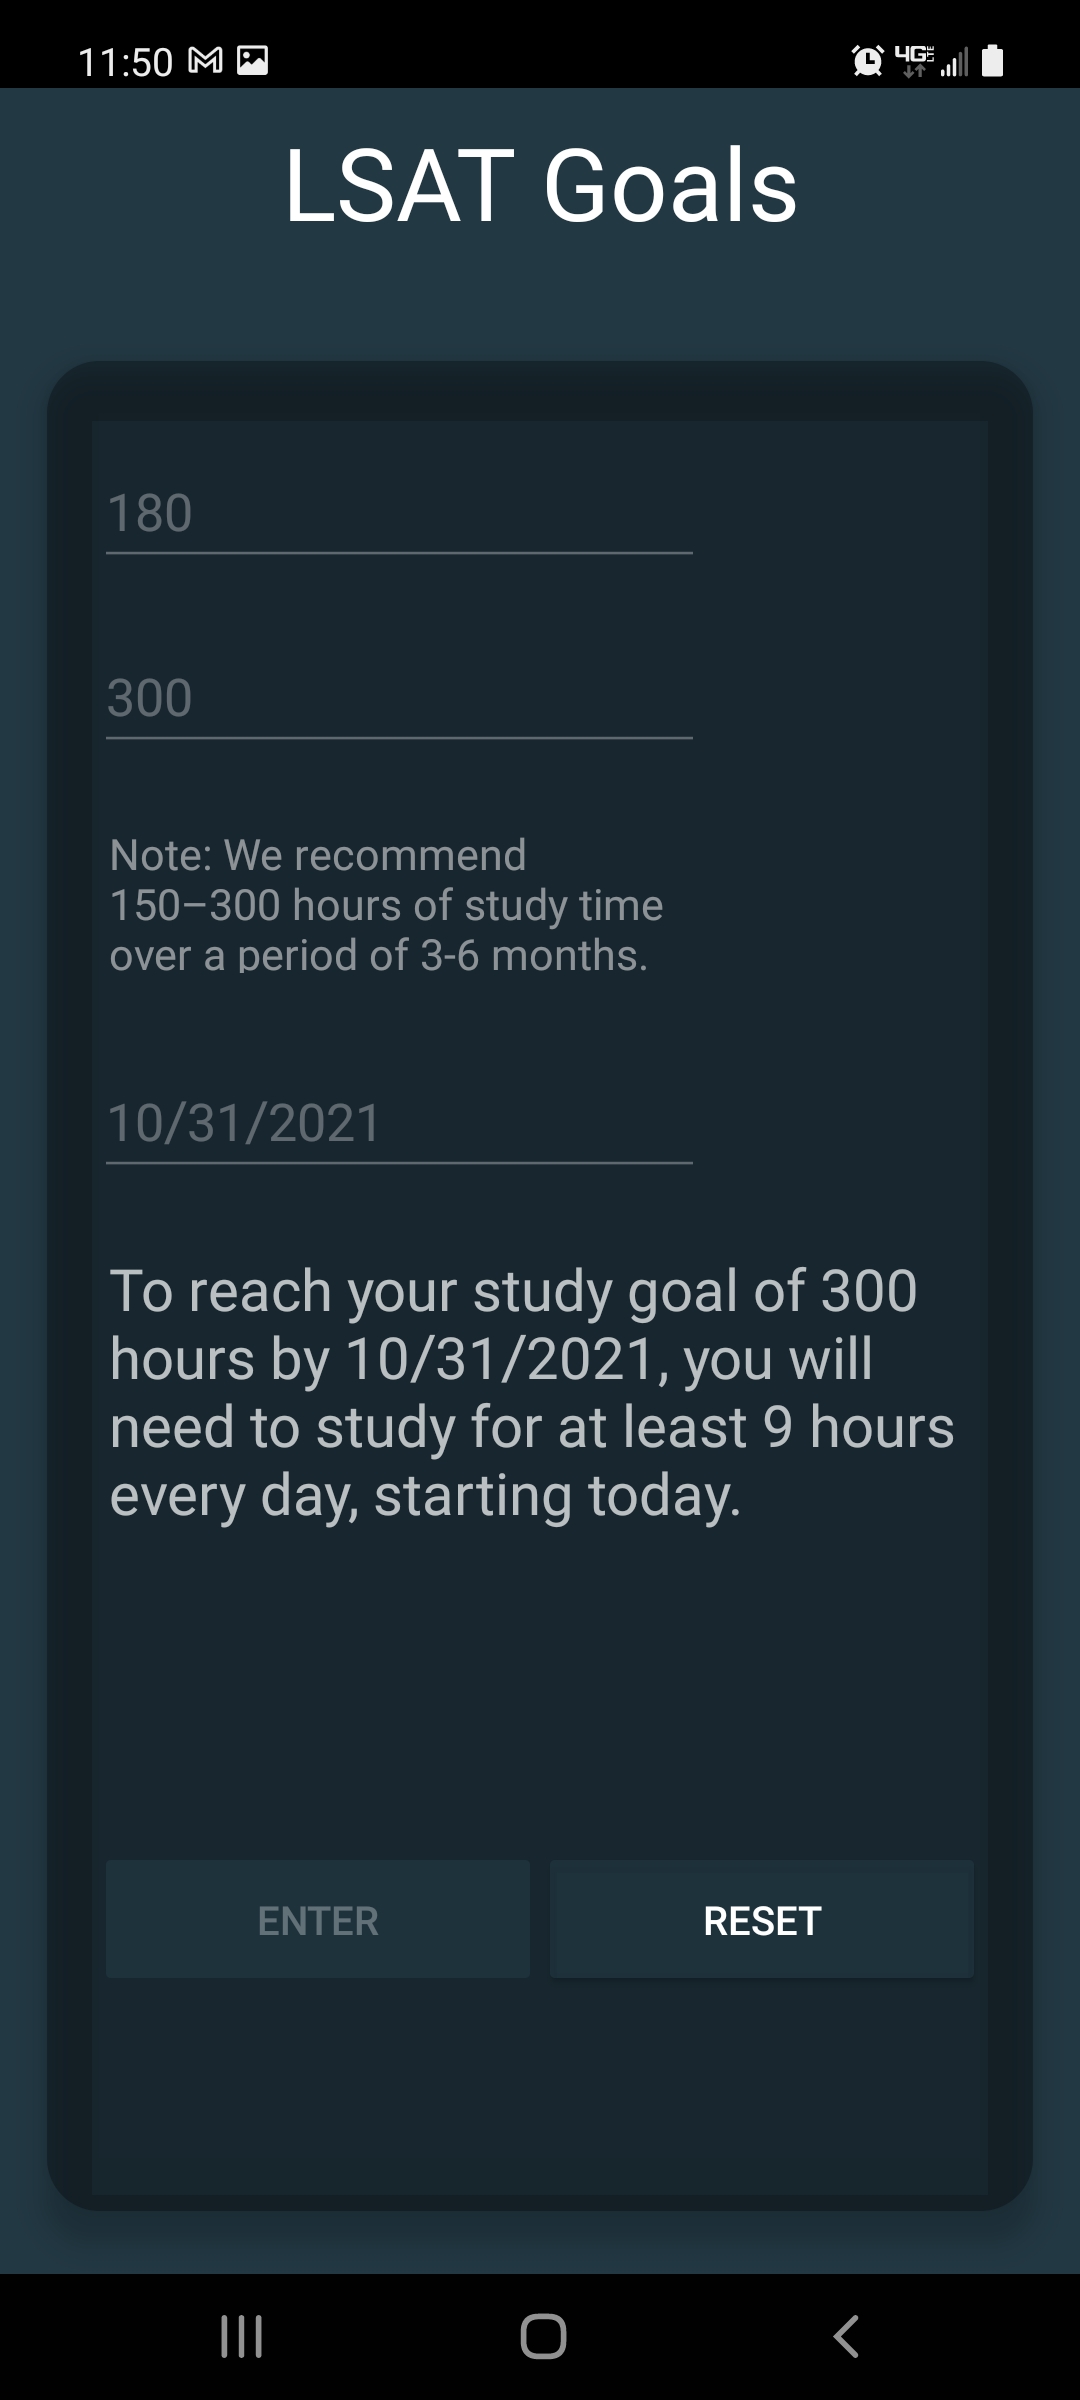 11:50
4G LTE
LSAT Goals
180
300
Note: We recommend
150–300 hours of study time
over a period of 3-6 months.
10/31/2021
To reach your study goal of 300
hours by 10/31/2021, you will
need to study for at least 9 hours
every day, starting today.
ENTER
RESET